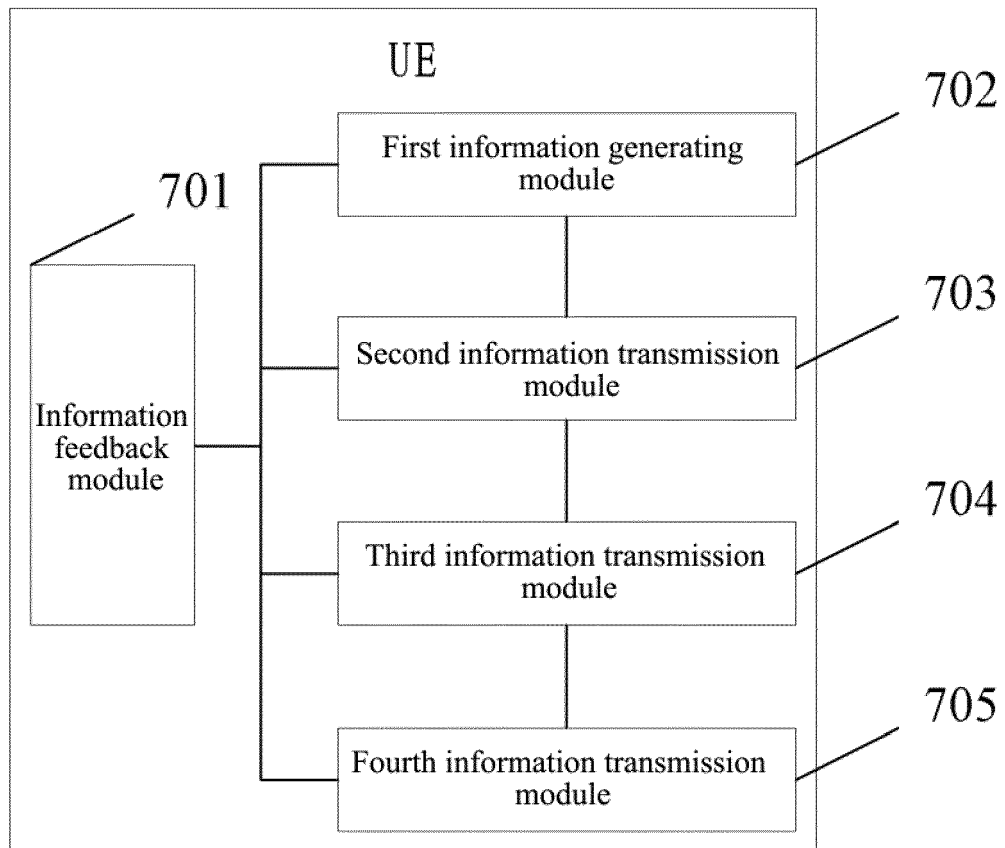 UE
702
First information generating
module
701
703
Second information transmission
module
Information
feedback
module
704
Third information transmission
module
705
Fourth information transmission
module